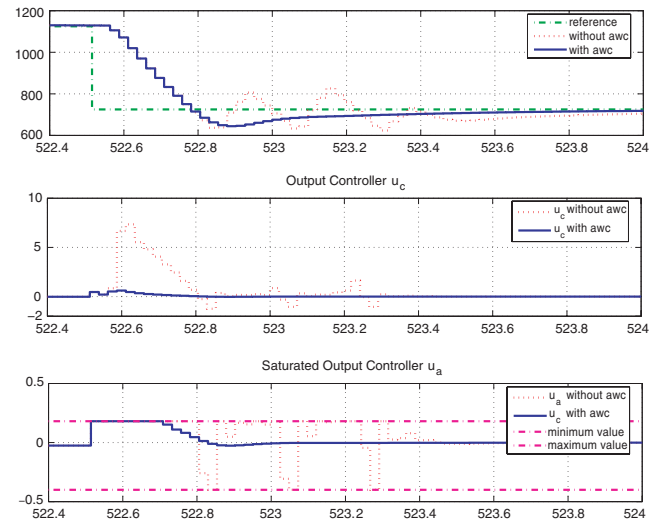 1200
1000
800
600
reference
without awc
with awc
522.4 522.6 522.8 523 523.2 523.4 523.6 523.8 524
Output Controller u_c
10
5
0
−2
u_c without awc
u_c with awc
522.4 522.6 522.8 523 523.2 523.4 523.6 523.8 524
Saturated Output Controller u_a
0.5
0
−0.5
u_a without awc
u_c with awc
minimum value
maximum value
522.4 522.6 522.8 523 523.2 523.4 523.6 523.8 524